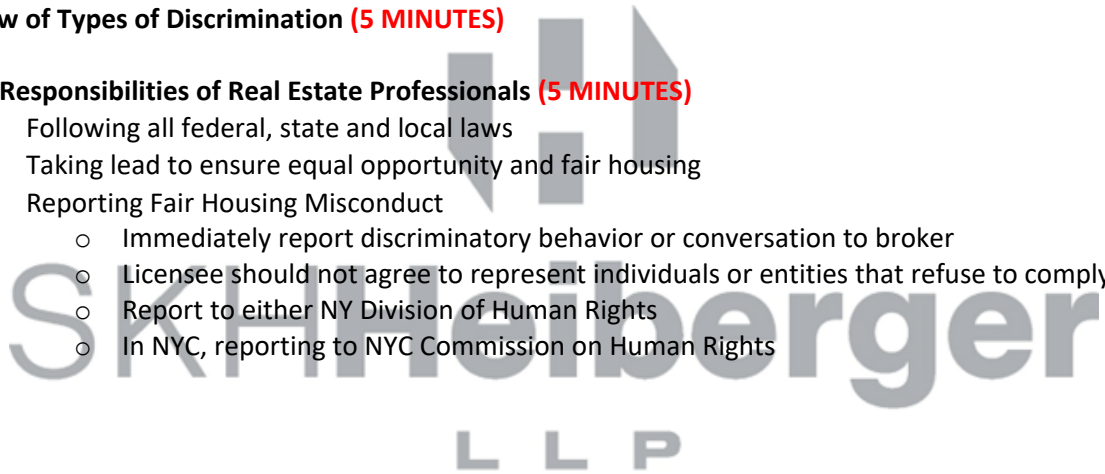 w of Types of Discrimination (5 MINUTES)
Responsibilities of Real Estate Professionals (5 MINUTES)
Following all federal, state and local laws
Taking lead to ensure equal opportunity and fair housing
Reporting Fair Housing Misconduct
o Immediately report discriminatory behavior or conversation to broker
o Licensee should not agree to represent individuals or entities that refuse to comply
o Report to either NY Division of Human Rights
o In NYC, reporting to NYC Commission on Human Rights
SKHHeiberger
LLP